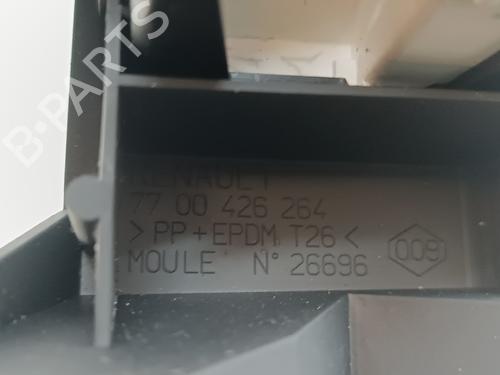 B-PARTS
RENAULT
77 00 426 264
>PP+EPDM T26<
MOULE N° 26696
009